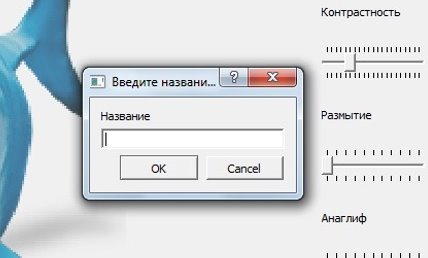 Контрастность
Введите названи...
Название
Размытие
OK
Cancel
Анаглиф